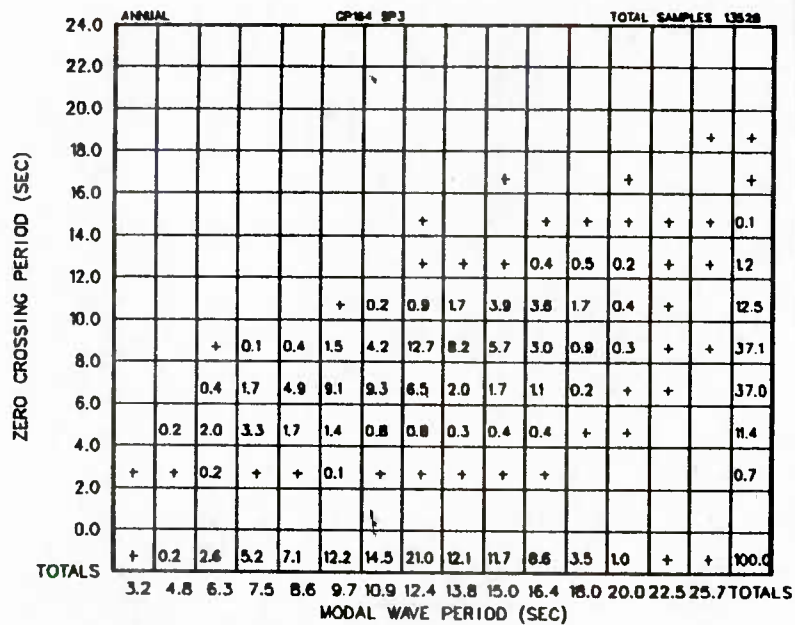 ANNUAL CP164 SP3 TOTAL SAMPLES 13528
24.0
22.0
20.0
+ +
18.0
+ + +
16.0
+ + + + + + 0.1
14.0
+ + + 0.4 0.5 0.2 + + 1.2
12.0
+ 0.2 0.9 1.7 3.9 3.6 1.7 0.4 + 12.5
10.0
+ 0.1 0.4 1.5 4.2 12.7 8.2 5.7 3.0 0.9 0.3 + + 37.1
8.0
0.4 1.7 4.9 9.1 9.3 6.5 2.0 1.7 1.1 0.2 + + 37.0
6.0
0.2 2.0 3.3 1.7 1.4 0.8 0.8 0.3 0.4 0.4 + + 11.4
4.0
+ + 0.2 + + 0.1 + + + + + 0.7
2.0
0.0
+ 0.2 2.6 5.2 7.1 12.2 14.5 21.0 12.1 11.7 8.6 3.5 1.0 + + 100.0
TOTALS
3.2 4.8 6.3 7.5 8.6 9.7 10.9 12.4 13.8 15.0 16.4 18.0 20.0 22.5 25.7 TOTALS
MODAL WAVE PERIOD (SEC)
ZERO CROSSING PERIOD (SEC)